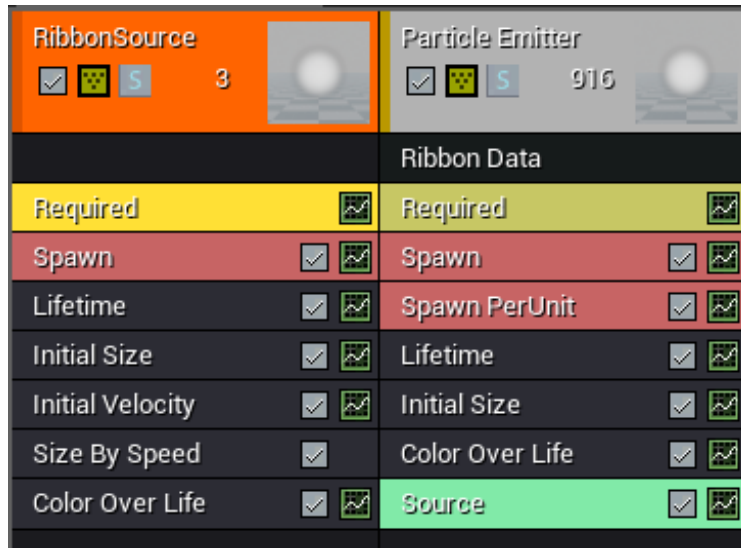 RibbonSource
S 3
Required
Spawn
Lifetime
Initial Size
Initial Velocity
Size By Speed
Color Over Life
Particle Emitter
S 916
Ribbon Data
Required
Spawn
Spawn PerUnit
Lifetime
Initial Size
Color Over Life
Source